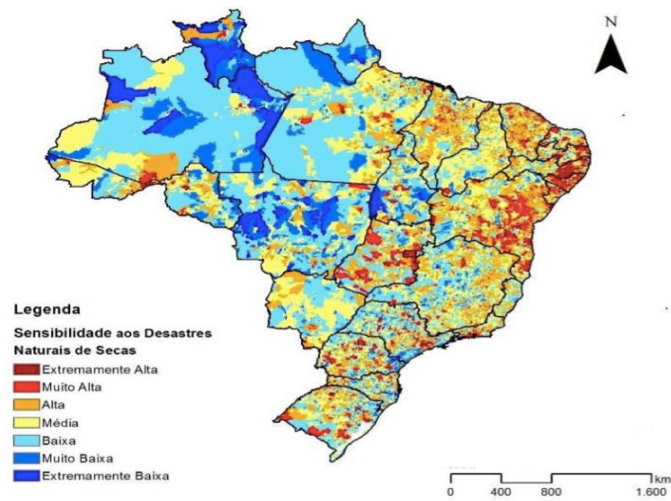 N
Legenda
Sensibilidade aos Desastres
Naturais de Secas
Extremamente Alta
Muito Alta
Alta
Média
Baixa
Muito Baixa
Extremamente Baixa
km
0 400 800 1.600